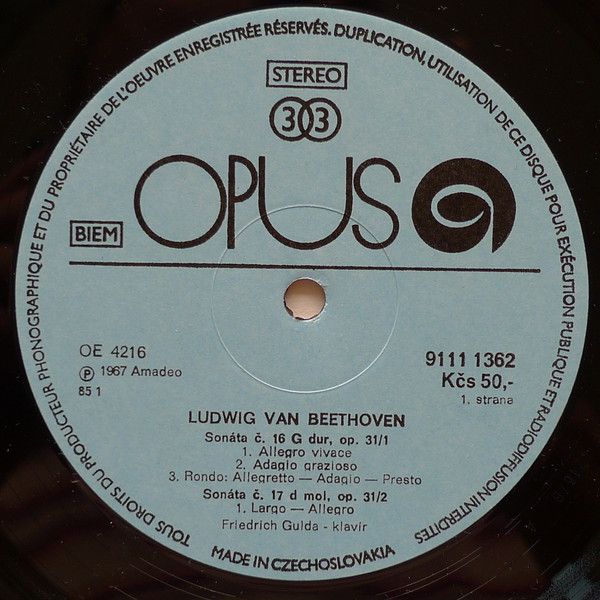 TOUS DROITS DU PRODUCTEUR PHONOGRAPHIQUE ET DU PROPRIÉTAIRE DE L'OEUVRE ENREGISTRÉE RÉSERVÉS. DUPLICATION, UTILISATION DE CE DISQUE POUR EXÉCUTION PUBLIQUE ET RADIODIFFUSION INTERDITES
STEREO
33
OPUS
BIEM
OE 4216
9111 1362
℗ 1967 Amadeo
Kčs 50,-
85 1
1. strana
LUDWIG VAN BEETHOVEN
Sonáta č. 16 G dur, op. 31/1
1. Allegro vivace
2. Adagio grazioso
3. Rondo: Allegretto — Adagio — Presto
Sonáta č. 17 d mol, op. 31/2
1. Largo — Allegro
Friedrich Gulda - klavír
MADE IN CZECHOSLOVAKIA